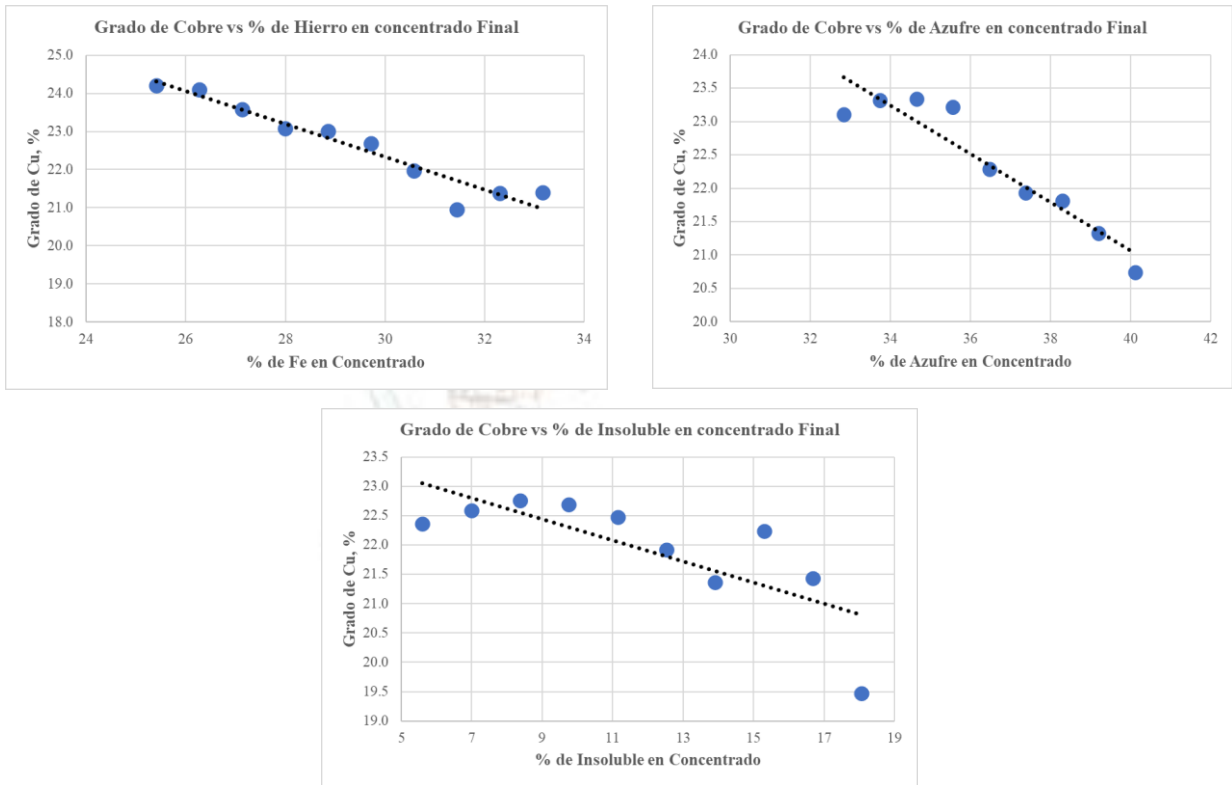 Grado de Cobre vs % de Hierro en concentrado Final
25.0
24.0
23.0
22.0
21.0
20.0
19.0
18.0
Grado de Cu, %
24 26 28 30 32 34
% de Fe en Concentrado
Grado de Cobre vs % de Azufre en concentrado Final
24.0
23.5
23.0
22.5
22.0
21.5
21.0
20.5
20.0
Grado de Cu, %
30 32 34 36 38 40 42
% de Azufre en Concentrado
Grado de Cobre vs % de Insoluble en concentrado Final
23.5
23.0
22.5
22.0
21.5
21.0
20.5
20.0
19.5
19.0
Grado de Cu, %
5 7 9 11 13 15 17 19
% de Insoluble en Concentrado